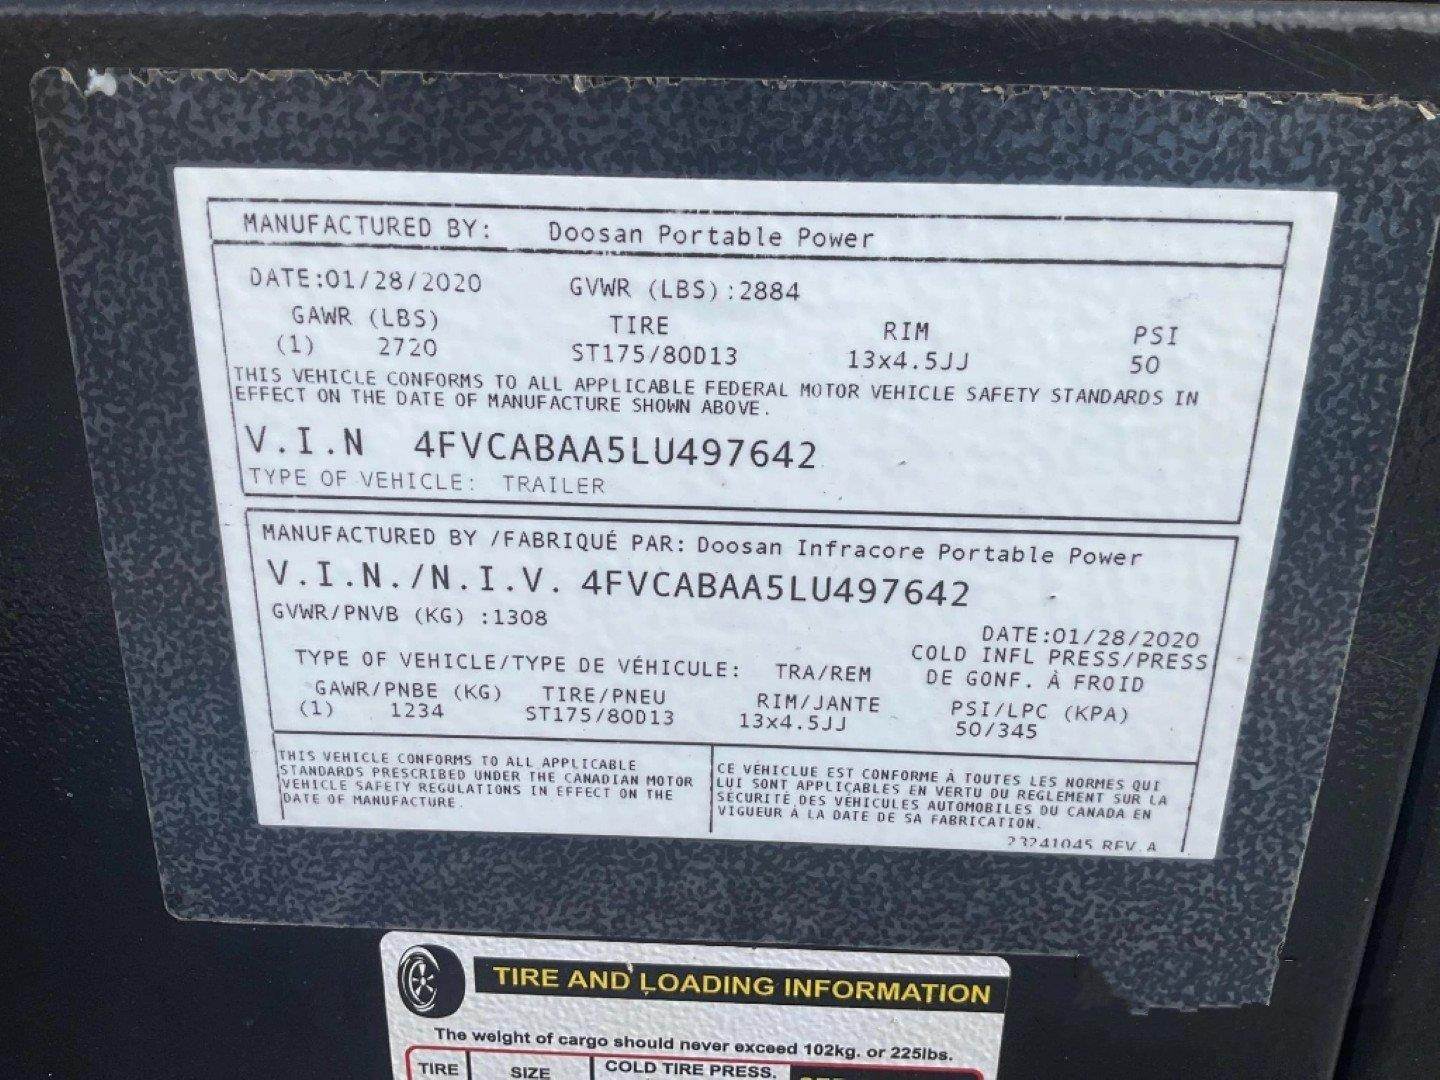 MANUFACTURED BY: Doosan Portable Power
DATE:01/28/2020 GVWR (LBS):2884
GAWR (LBS) TIRE RIM PSI
(1) 2720 ST175/80D13 13x4.5JJ 50
THIS VEHICLE CONFORMS TO ALL APPLICABLE FEDERAL MOTOR VEHICLE SAFETY STANDARDS IN
EFFECT ON THE DATE OF MANUFACTURE SHOWN ABOVE.
V.I.N 4FVCABAA5LU497642
TYPE OF VEHICLE: TRAILER
MANUFACTURED BY /FABRIQUÉ PAR: Doosan Infracore Portable Power
V.I.N./N.I.V. 4FVCABAA5LU497642
GVWR/PNVB (KG) :1308
DATE:01/28/2020
TYPE OF VEHICLE/TYPE DE VÉHICULE: TRA/REM
COLD INFL PRESS/PRESS
DE GONF. À FROID
GAWR/PNBE (KG) TIRE/PNEU RIM/JANTE PSI/LPC (KPA)
(1) 1234 ST175/80D13 13x4.5JJ 50/345
THIS VEHICLE CONFORMS TO ALL APPLICABLE
STANDARDS PRESCRIBED UNDER THE CANADIAN MOTOR
VEHICLE SAFETY REGULATIONS IN EFFECT ON THE
DATE OF MANUFACTURE.
CE VÉHICLUE EST CONFORME À TOUTES LES NORMES QUI
LUI SONT APPLICABLES EN VERTU DU REGLEMENT SUR LA
SÉCURITÉ DES VÉHICULES AUTOMOBILES DU CANADA EN
VIGUEUR À LA DATE DE SA FABRICATION.
23241045 REV.A
TIRE AND LOADING INFORMATION
The weight of cargo should never exceed 102kg. or 225lbs.
TIRE SIZE COLD TIRE PRESS.